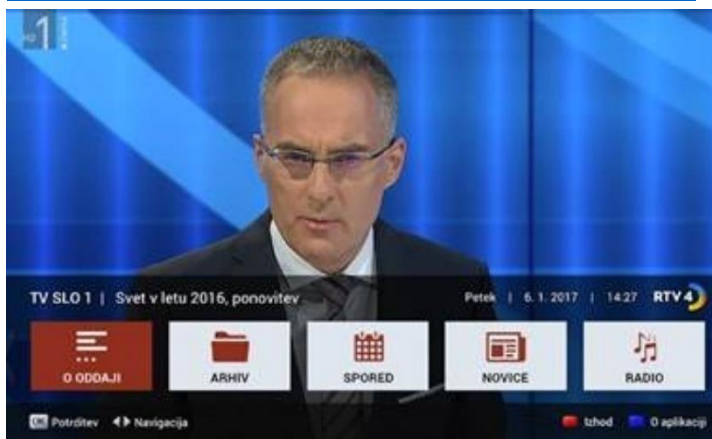 1
TV SLO 1 | Svet v letu 2016, ponovitev
Petek | 6. 1. 2017 | 14:27 RTV 4
O ODDAJI
ARHIV
SPORED
NOVICE
RADIO
OK Potrditev Navigacija
Izhod O aplikaciji